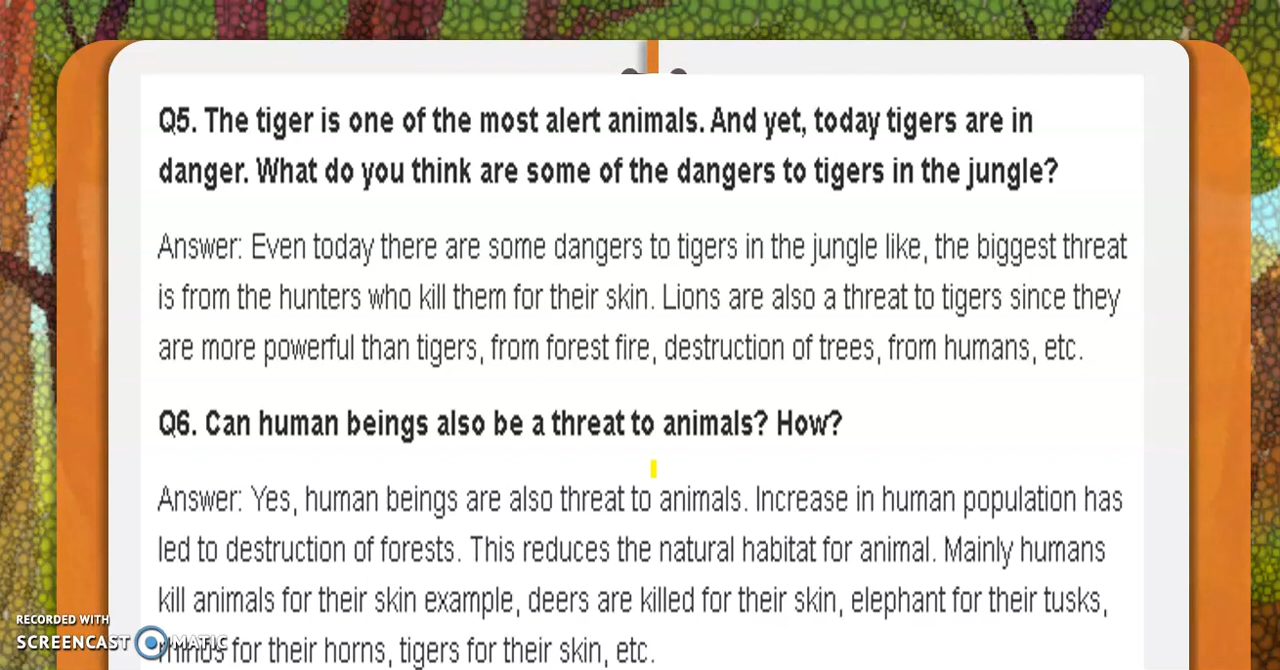 Q5. The tiger is one of the most alert animals. And yet, today tigers are in
danger. What do you think are some of the dangers to tigers in the jungle?
Answer: Even today there are some dangers to tigers in the jungle like, the biggest threat
is from the hunters who kill them for their skin. Lions are also a threat to tigers since they
are more powerful than tigers, from forest fire, destruction of trees, from humans, etc.
Q6. Can human beings also be a threat to animals? How?
Answer: Yes, human beings are also threat to animals. Increase in human population has
led to destruction of forests. This reduces the natural habitat for animal. Mainly humans
kill animals for their skin example, deers are killed for their skin, elephant for their tusks,
rhinos for their horns, tigers for their skin, etc.
RECORDED WITH
SCREENCAST MATIC